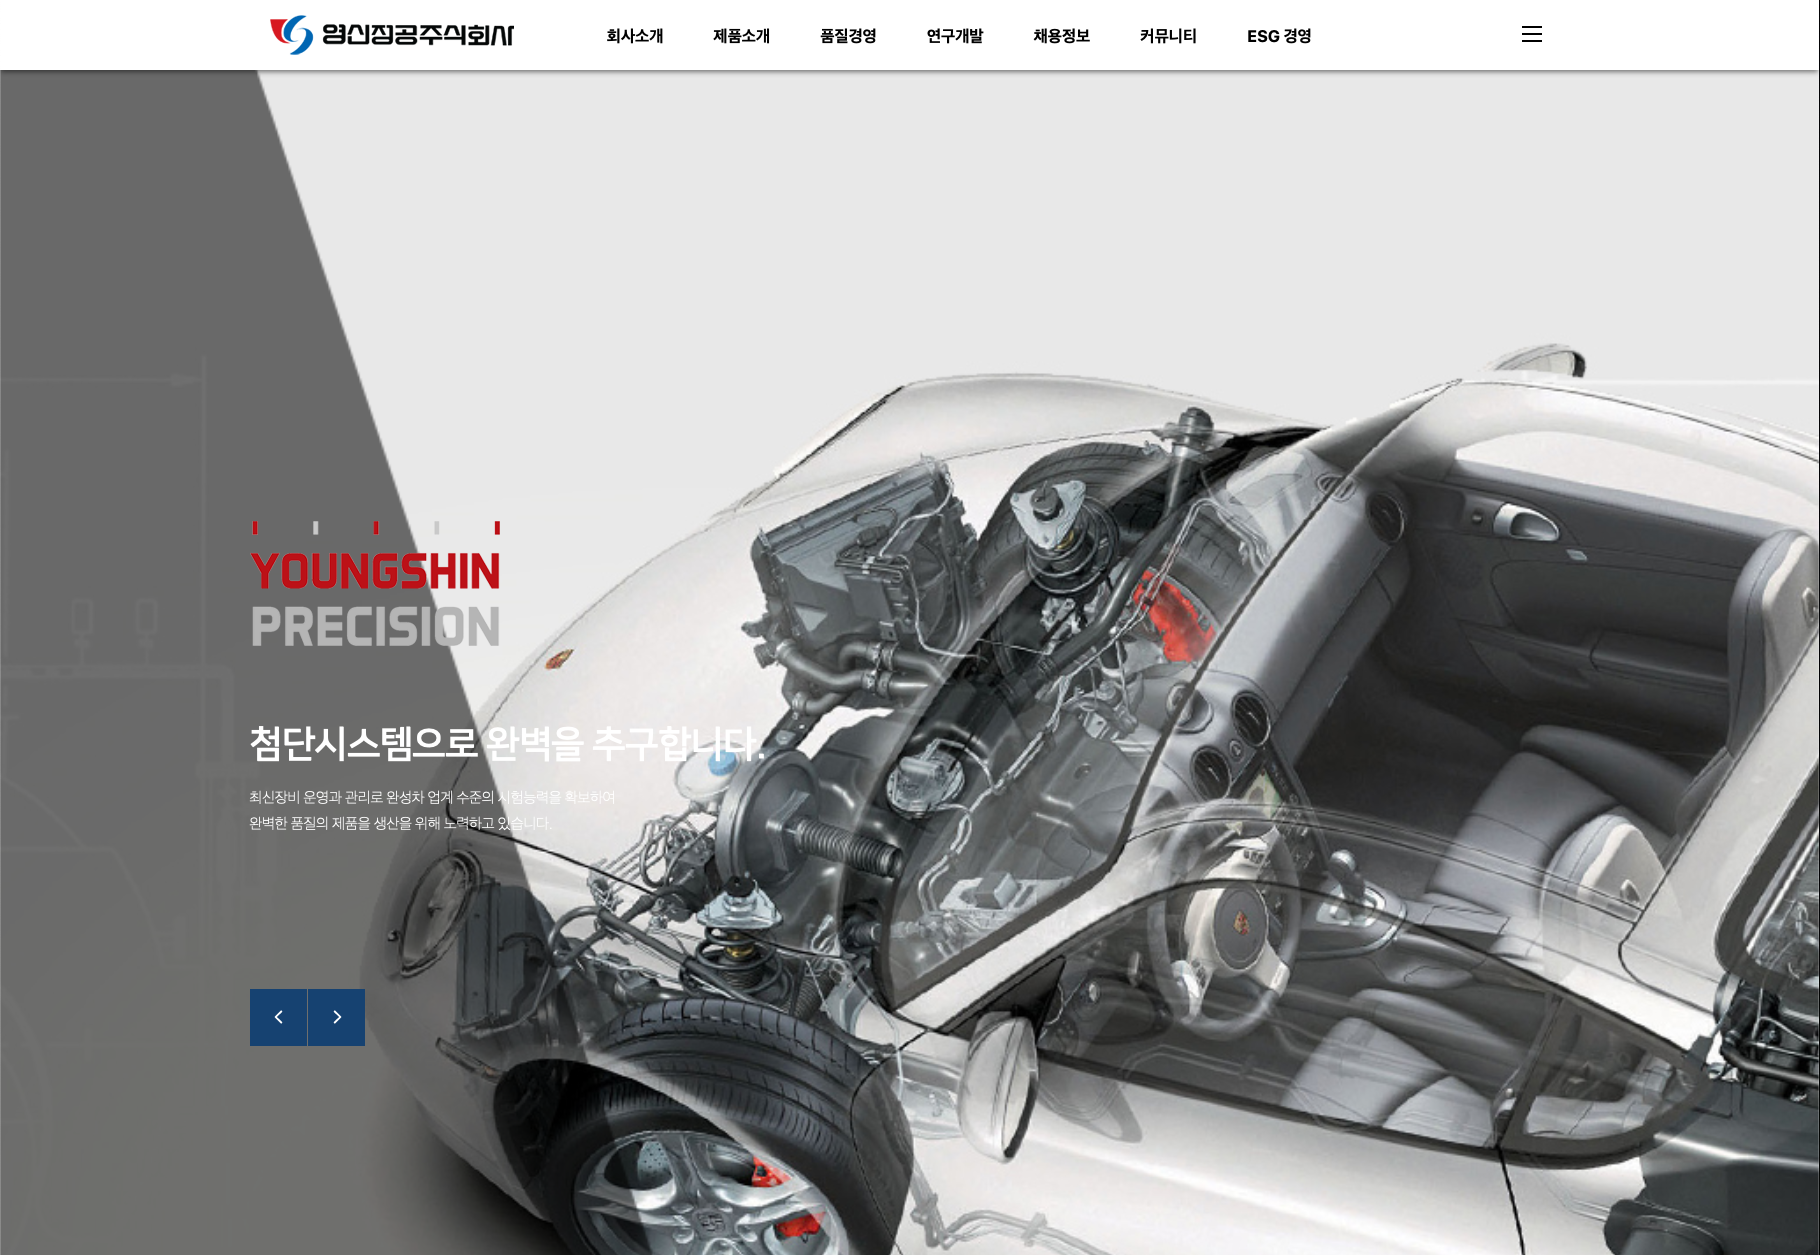 영신정공주식회사
회사소개
제품소개
품질경영
연구개발
채용정보
커뮤니티
ESG 경영
YOUNGSHIN
PRECISION
첨단시스템으로 완벽을 추구합니다.
최신장비 운영과 관리로 완성차 업계 수준의 시험능력을 확보하여
완벽한 품질의 제품을 생산을 위해 노력하고 있습니다.